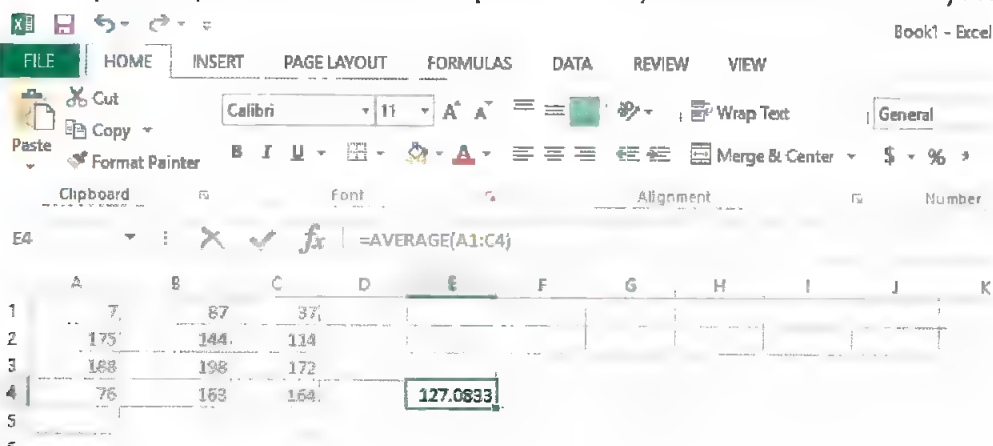 Book1 - Excel
FILE HOME INSERT PAGE LAYOUT FORMULAS DATA REVIEW VIEW
Cut
Calibri 11 A A Wrap Text General
Copy
Paste
Format Painter B I U A Merge & Center $ %
Clipboard Font Alignment Number
E4 fx =AVERAGE(A1:C4)
A B C D E F G H I J K
1 7 87 37
2 175 144 114
3 188 198 172
4 76 163 164 127.0833
5